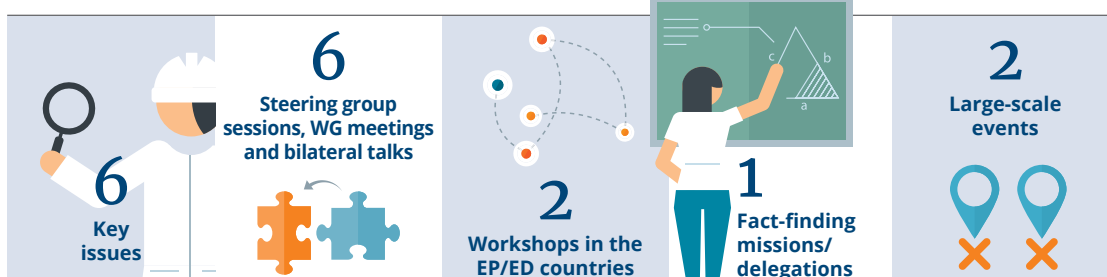 6
Key
issues
6
Steering group
sessions, WG meetings
and bilateral talks
2
Workshops in the
EP/ED countries
c
b
a
1
Fact-finding
missions/
delegations
2
Large-scale
events